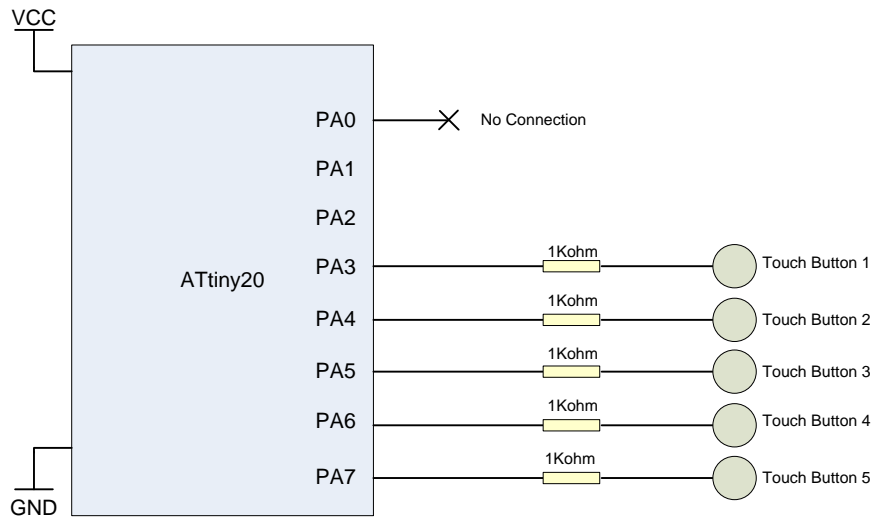 VCC
PA0
No Connection
PA1
PA2
ATtiny20
PA3
1Kohm
Touch Button 1
PA4
1Kohm
Touch Button 2
PA5
1Kohm
Touch Button 3
PA6
1Kohm
Touch Button 4
PA7
1Kohm
Touch Button 5
GND